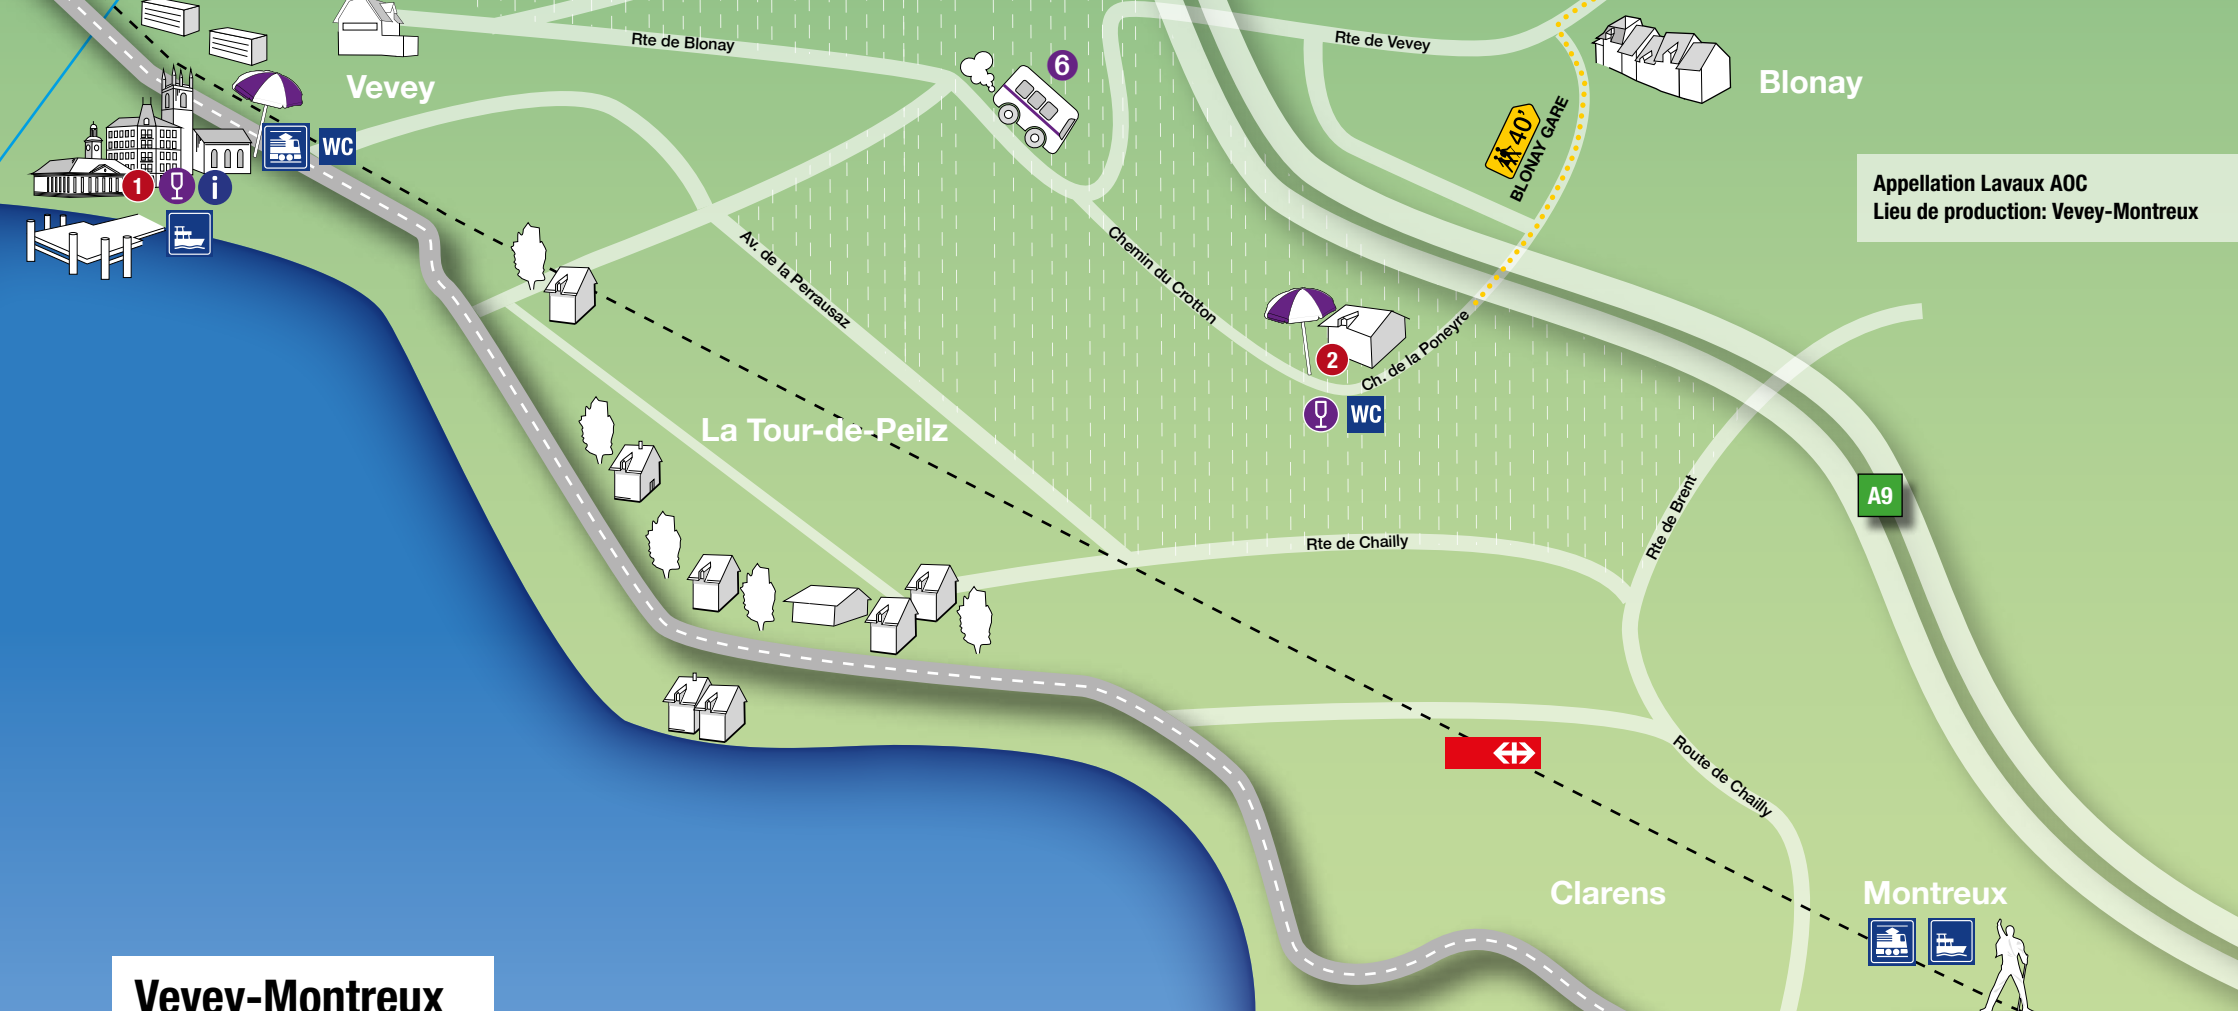 Rte de Blonay
Rte de Vevey
6
Vevey
Blonay
40'
BLONAY GARE
WC
1
i
Appellation Lavaux AOC
Lieu de production: Vevey-Montreux
Av. de la Perrausaz
Chemin du Crotton
2
Ch. de la Poneyre
WC
La Tour-de-Peilz
A9
Rte de Brent
Rte de Chailly
Route de Chailly
Clarens
Montreux
Vevey-Montreux